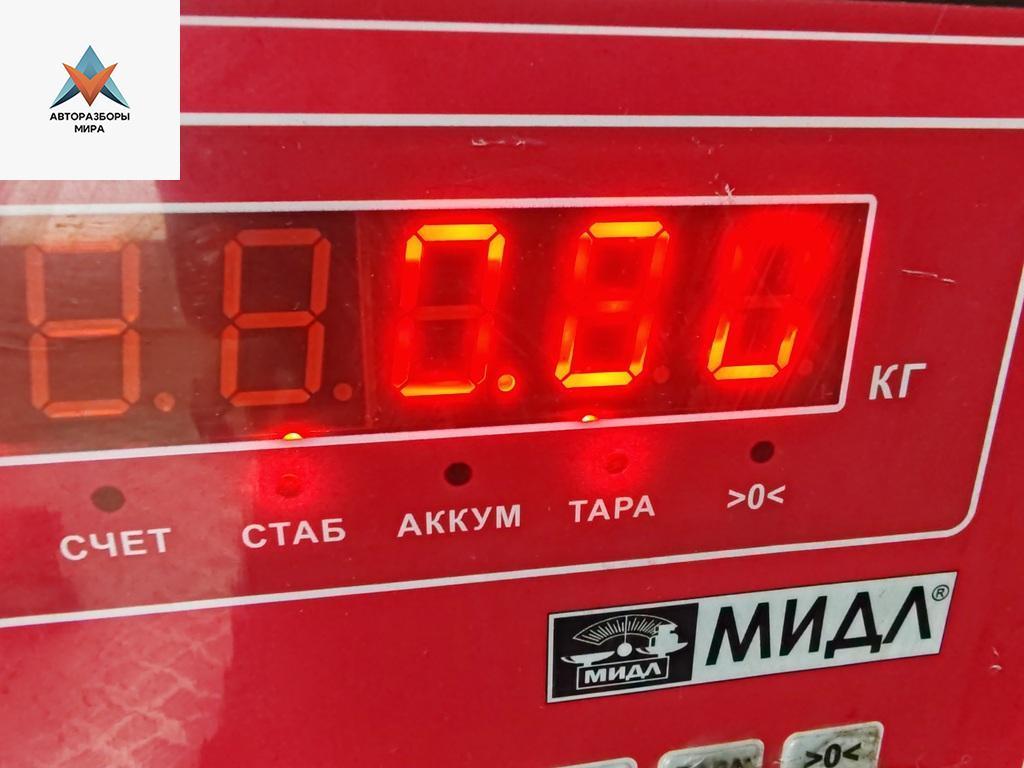 АВТОРАЗБОРЫ
МИРА
КГ
СЧЕТ СТАБ АККУМ ТАРА >0<
МИДЛ МИДЛ®
>0<